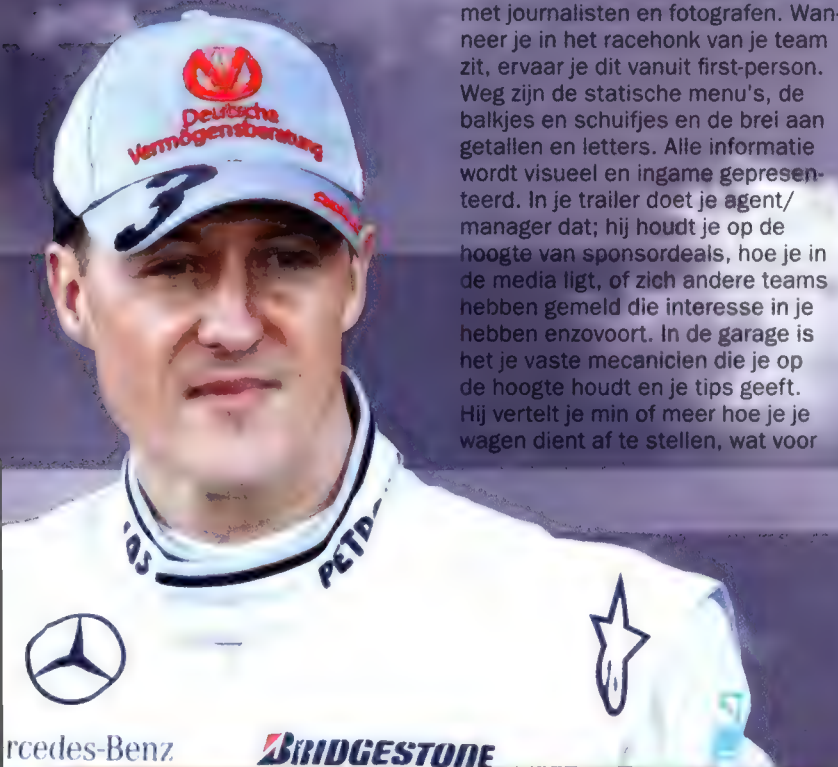 met journalisten en fotografen. Wan-
neer je in het racehonk van je team
zit, ervaar je dit vanuit first-person.
Weg zijn de statische menu's, de
balkjes en schuifjes en de brei aan
getallen en letters. Alle informatie
wordt visueel en ingame gepresen-
teerd. In je trailer doet je agent/
manager dat; hij houdt je op de
hoogte van sponsordeals, hoe je in
de media ligt, of zich andere teams
hebben gemeld die interesse in je
hebben enzovoort. In de garage is
het je vaste mecanicien die je op
de hoogte houdt en je tips geeft.
Hij vertelt je min of meer hoe je je
wagen dient af te stellen, wat voor
Deutsche
Vermögensberatung
3
AS
PETR
rcedes-Benz
BRIDGESTONE